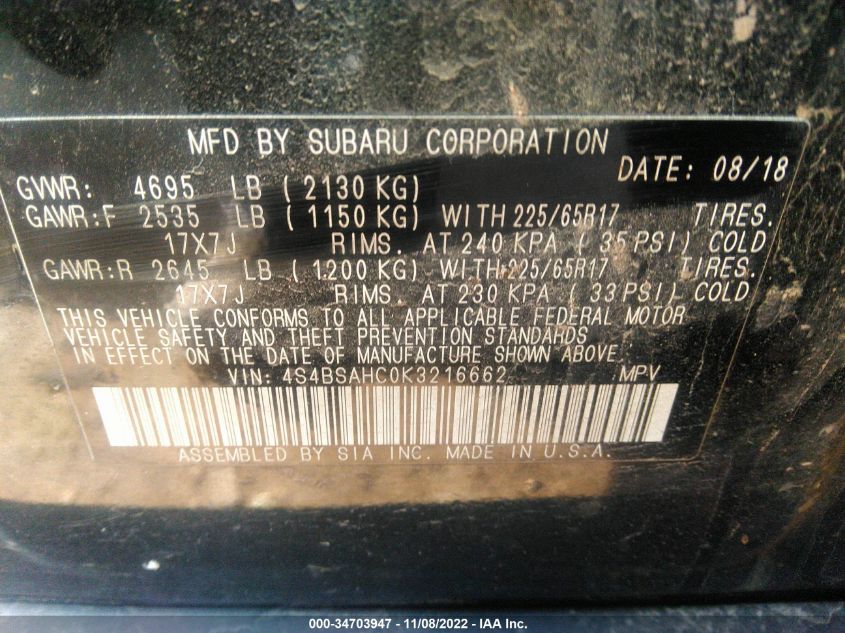 MFD BY SUBARU CORPORATION
DATE: 08/18
GVWR: 4695 LB ( 2130 KG)
GAWR:F 2535 LB ( 1150 KG) WITH 225/65R17 TIRES.
17X7J RIMS. AT 240 KPA ( 35 PSI) COLD
GAWR:R 2645 LB ( 1200 KG) WITH 225/65R17 TIRES.
17X7J RIMS. AT 230 KPA ( 33 PSI) COLD
THIS VEHICLE CONFORMS TO ALL APPLICABLE FEDERAL MOTOR
VEHICLE SAFETY AND THEFT PREVENTION STANDARDS
IN EFFECT ON THE DATE OF MANUFACTURE SHOWN ABOVE.
VIN: 4S4BSAHC0K3216662 MPV
ASSEMBLED BY SIA INC. MADE IN U.S.A.
000-34703947 - 11/08/2022 - IAA Inc.